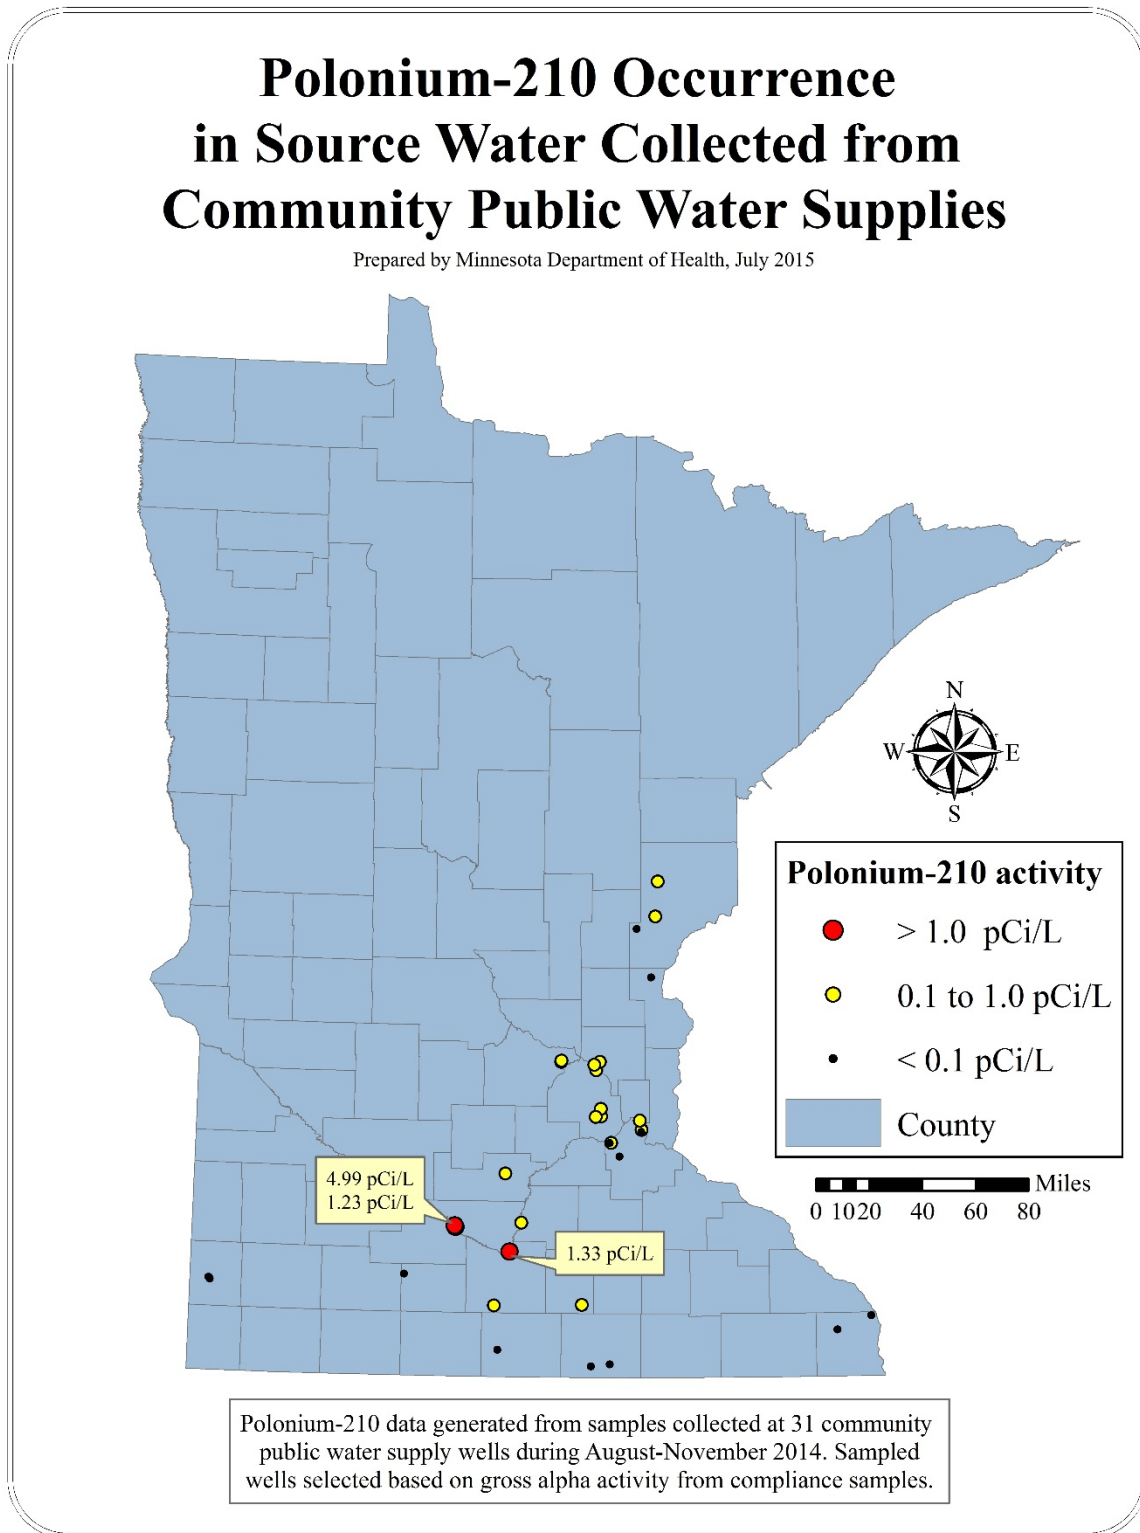 Polonium-210 Occurrence
in Source Water Collected from
Community Public Water Supplies
Prepared by Minnesota Department of Health, July 2015
N
W
E
S
Polonium-210 activity
> 1.0 pCi/L
0.1 to 1.0 pCi/L
< 0.1 pCi/L
County
Miles
0 10 20 40 60 80
4.99 pCi/L
1.23 pCi/L
1.33 pCi/L
Polonium-210 data generated from samples collected at 31 community
public water supply wells during August-November 2014. Sampled
wells selected based on gross alpha activity from compliance samples.